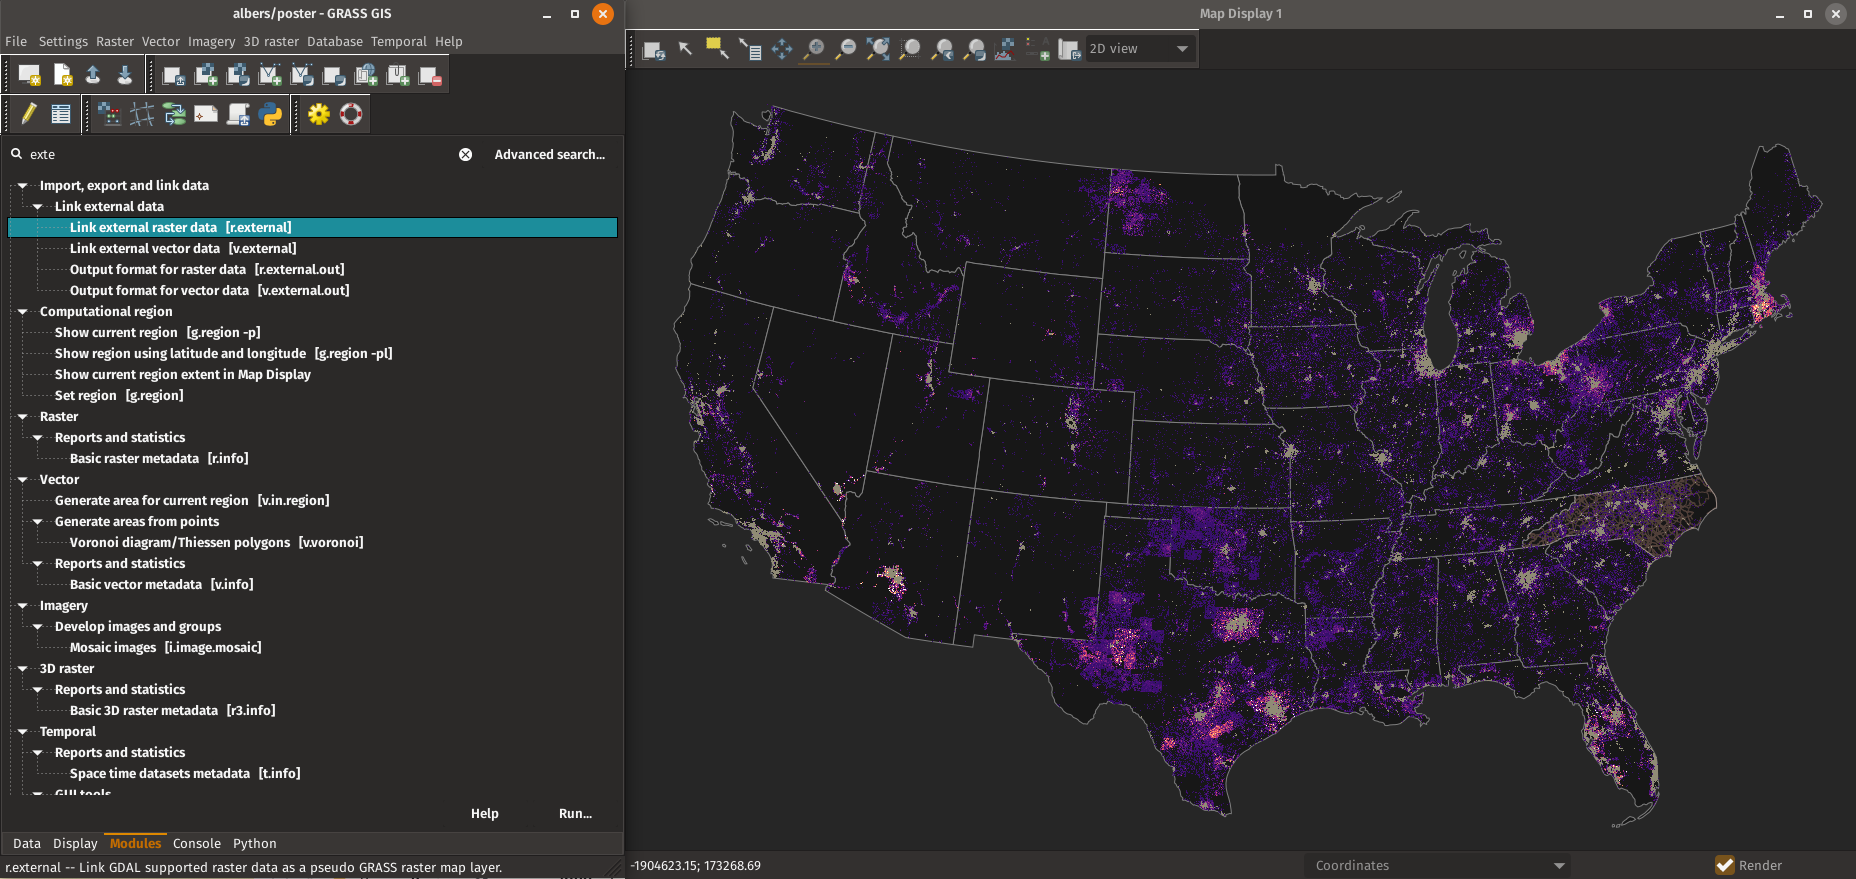 albers/poster - GRASS GIS
File Settings Raster Vector Imagery 3D raster Database Temporal Help
exte
Advanced search...
Import, export and link data
Link external data
Link external raster data [r.external]
Link external vector data [v.external]
Output format for raster data [r.external.out]
Output format for vector data [v.external.out]
Computational region
Show current region [g.region -p]
Show region using latitude and longitude [g.region -pl]
Show current region extent in Map Display
Set region [g.region]
Raster
Reports and statistics
Basic raster metadata [r.info]
Vector
Generate area for current region [v.in.region]
Generate areas from points
Voronoi diagram/Thiessen polygons [v.voronoi]
Reports and statistics
Basic vector metadata [v.info]
Imagery
Develop images and groups
Mosaic images [i.image.mosaic]
3D raster
Reports and statistics
Basic 3D raster metadata [r3.info]
Temporal
Reports and statistics
Space time datasets metadata [t.info]
GUI tools
Help Run...
Data Display Modules Console Python
r.external -- Link GDAL supported raster data as a pseudo GRASS raster map layer.
Map Display 1
2D view
-1904623.15; 173268.69
Coordinates
Render